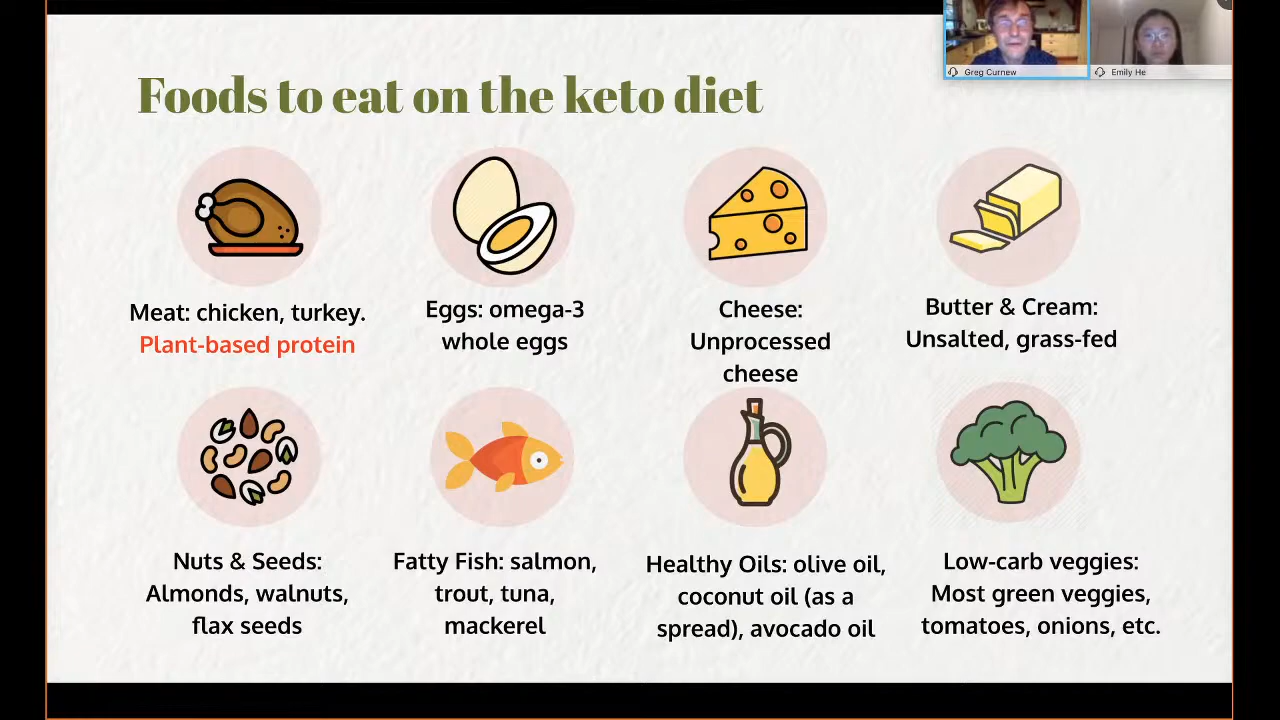 Greg Curnew
Emily He
Foods to eat on the keto diet
Meat: chicken, turkey.
Plant-based protein
Eggs: omega-3
whole eggs
Cheese:
Unprocessed
cheese
Butter & Cream:
Unsalted, grass-fed
Nuts & Seeds:
Almonds, walnuts,
flax seeds
Fatty Fish: salmon,
trout, tuna,
mackerel
Healthy Oils: olive oil,
coconut oil (as a
spread), avocado oil
Low-carb veggies:
Most green veggies,
tomatoes, onions, etc.